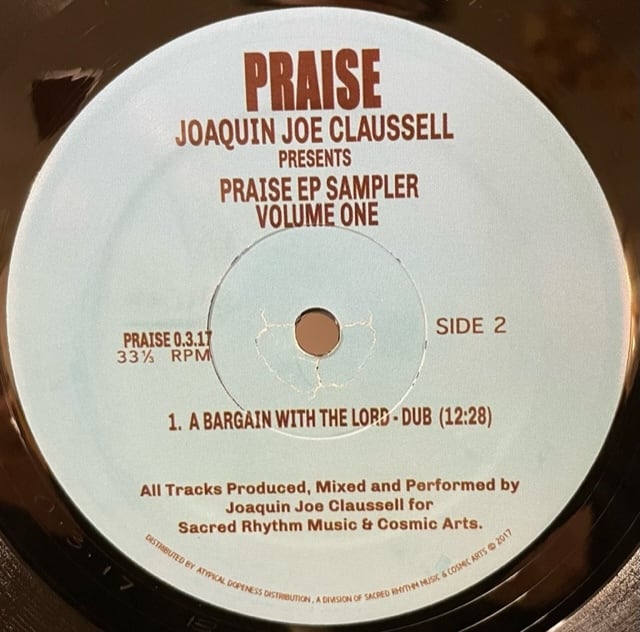 PRAISE
JOAQUIN JOE CLAUSSELL
PRESENTS
PRAISE EP SAMPLER
VOLUME ONE
PRAISE 0.3.17
33⅓ RPM
SIDE 2
1. A BARGAIN WITH THE LORD - DUB (12:28)
All Tracks Produced, Mixed and Performed by
Joaquin Joe Claussell for
Sacred Rhythm Music & Cosmic Arts.
DISTRIBUTED BY ATYPICAL DOPENESS DISTRIBUTION, A DIVISION OF SACRED RHYTHM MUSIC & COSMIC ARTS © 2017